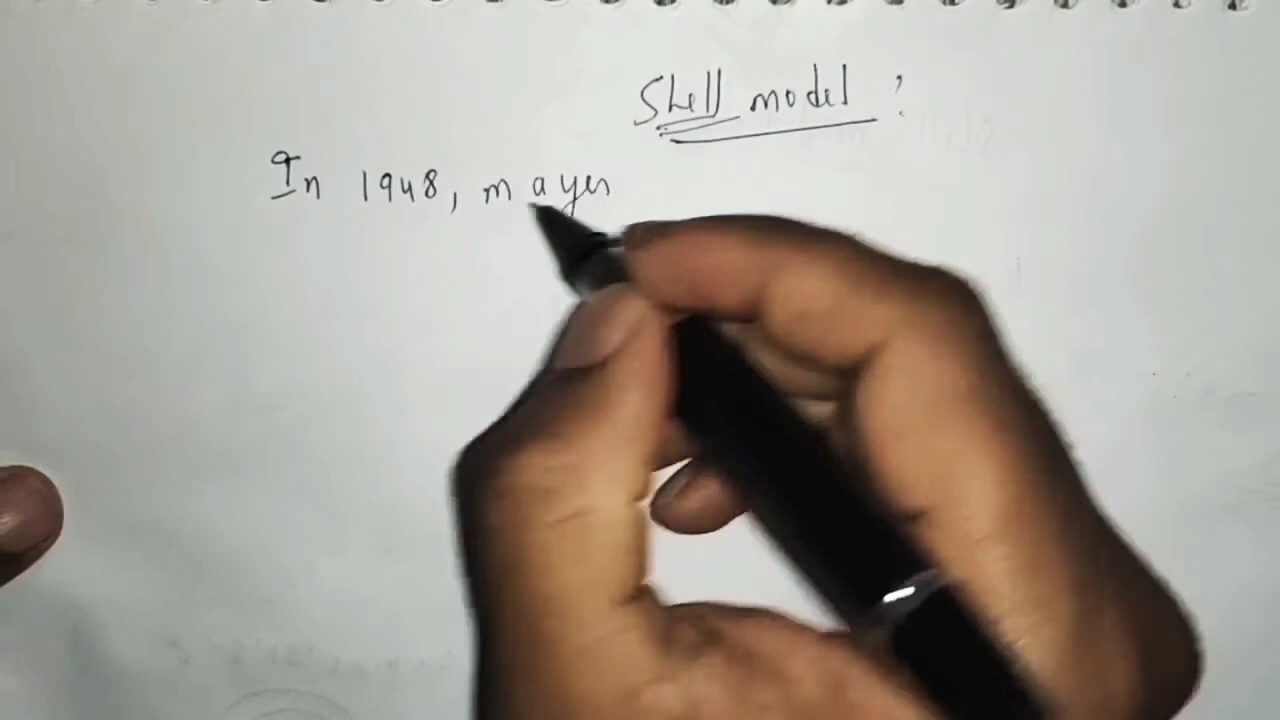 Shell model :
In 1948, mayer